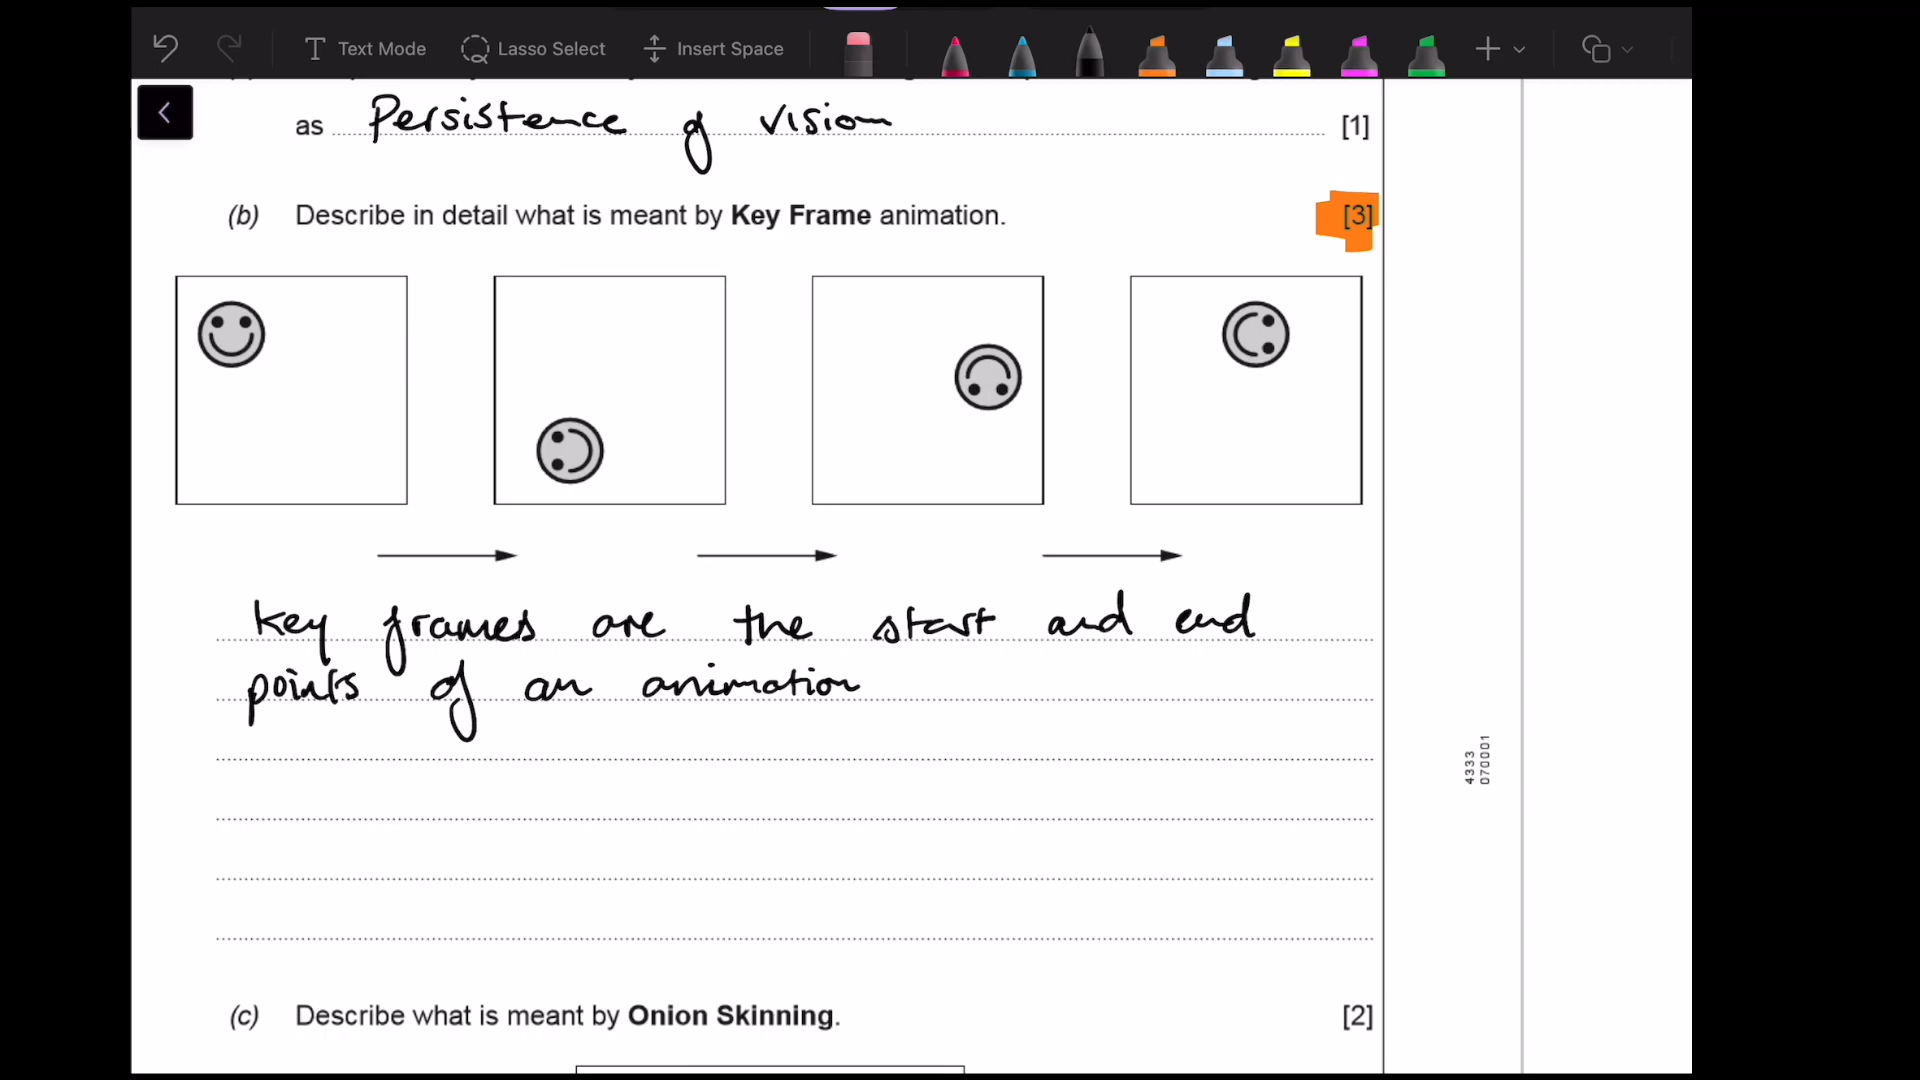 Text Mode Lasso Select Insert Space
as Persistence of vision [1]
(b) Describe in detail what is meant by Key Frame animation. [3]
key frames are the start and end
points of an animation
4333
070001
(c) Describe what is meant by Onion Skinning. [2]